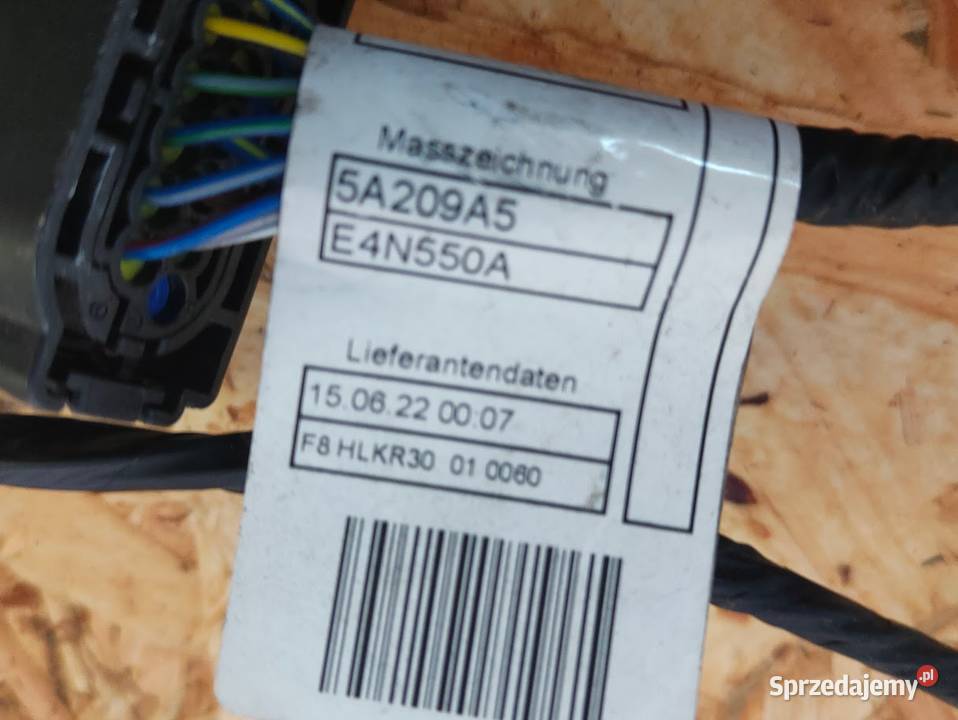 Masszeichnung
5A209A5
E4N550A
Lieferantendaten
15.06.22 00:07
F8 HLKR30 01 0060
Sprzedajemy.pl